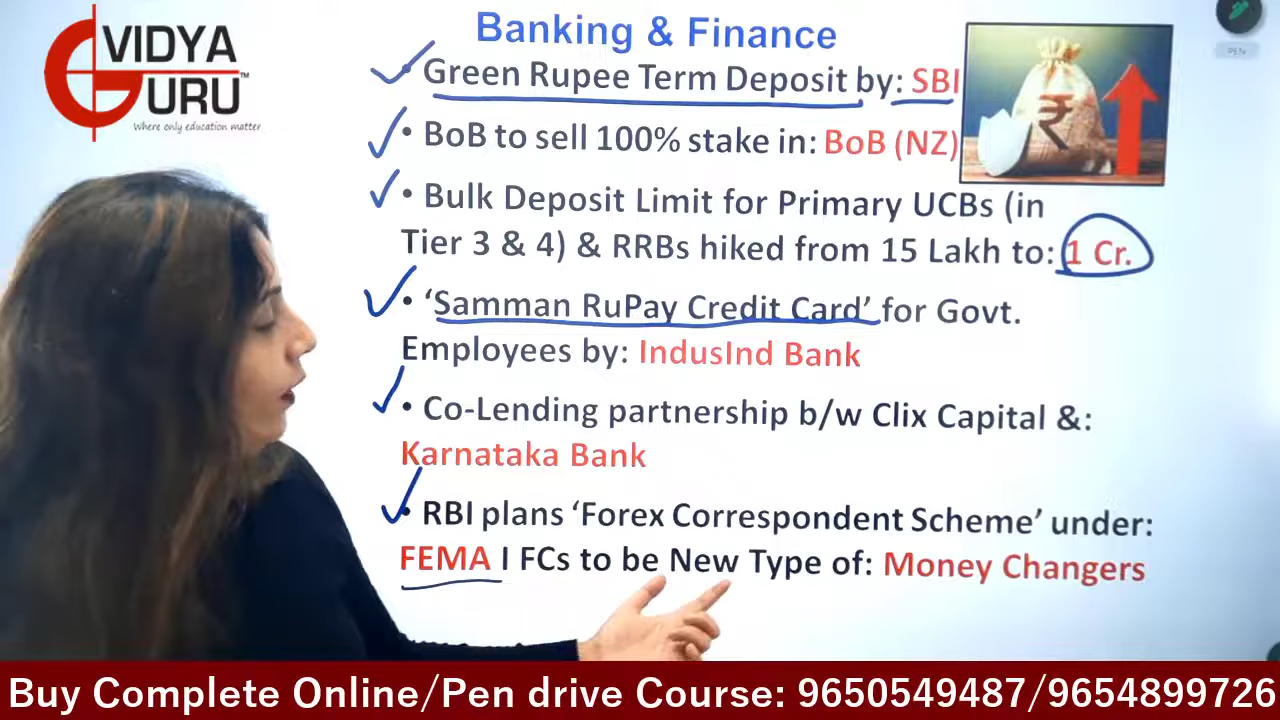 VIDYA
GURU™
Where only education matter
Banking & Finance
PEN
• Green Rupee Term Deposit by: SBI
• BoB to sell 100% stake in: BoB (NZ)
₹
• Bulk Deposit Limit for Primary UCBs (in
Tier 3 & 4) & RRBs hiked from 15 Lakh to: 1 Cr.
• ‘Samman RuPay Credit Card’ for Govt.
Employees by: IndusInd Bank
• Co-Lending partnership b/w Clix Capital &:
Karnataka Bank
• RBI plans ‘Forex Correspondent Scheme’ under:
FEMA I FCs to be New Type of: Money Changers
Buy Complete Online/Pen drive Course: 9650549487/9654899726